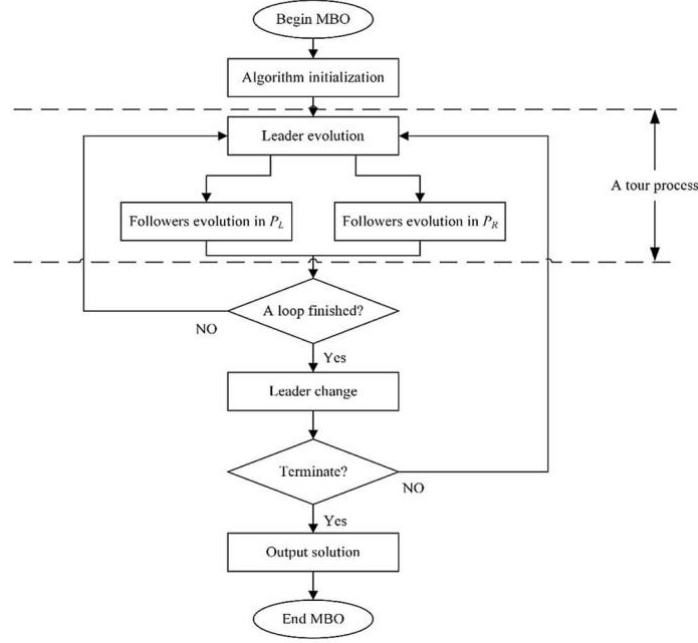 Begin MBO
Algorithm initialization
Leader evolution
A tour process
Followers evolution in P_L
Followers evolution in P_R
A loop finished?
NO
Yes
Leader change
Terminate?
NO
Yes
Output solution
End MBO